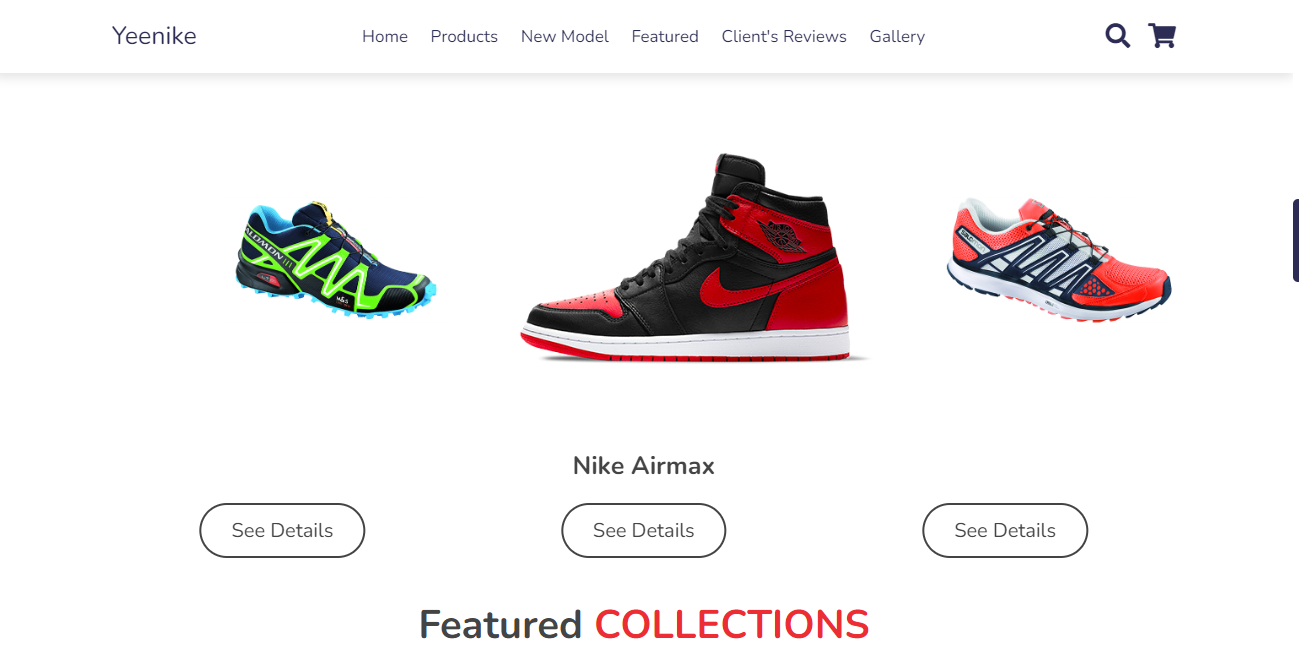 Yeenike
Home Products New Model Featured Client's Reviews Gallery
SALOMON
Nike Airmax
See Details See Details See Details
Featured COLLECTIONS